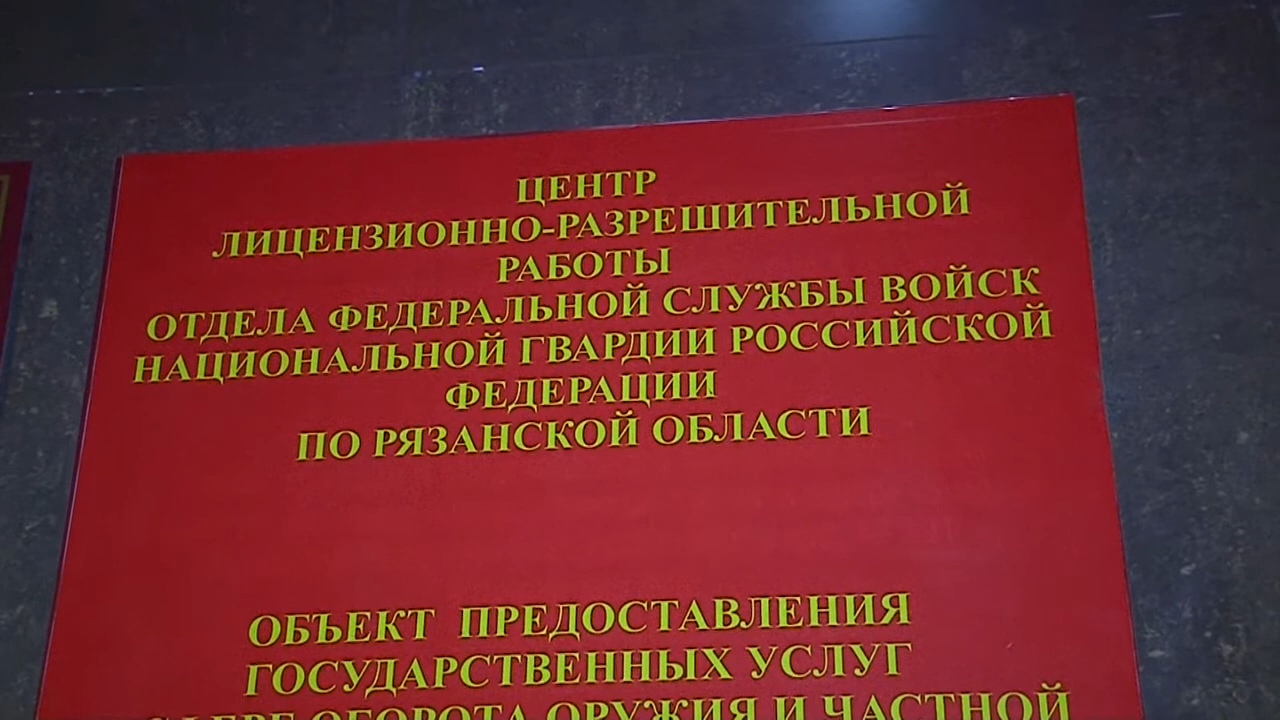 ЦЕНТР
ЛИЦЕНЗИОННО-РАЗРЕШИТЕЛЬНОЙ
РАБОТЫ
ОТДЕЛА ФЕДЕРАЛЬНОЙ СЛУЖБЫ ВОЙСК
НАЦИОНАЛЬНОЙ ГВАРДИИ РОССИЙСКОЙ
ФЕДЕРАЦИИ
ПО РЯЗАНСКОЙ ОБЛАСТИ
ОБЪЕКТ ПРЕДОСТАВЛЕНИЯ
ГОСУДАРСТВЕННЫХ УСЛУГ
СФЕРЕ ОБОРОТА ОРУЖИЯ И ЧАСТНОЙ